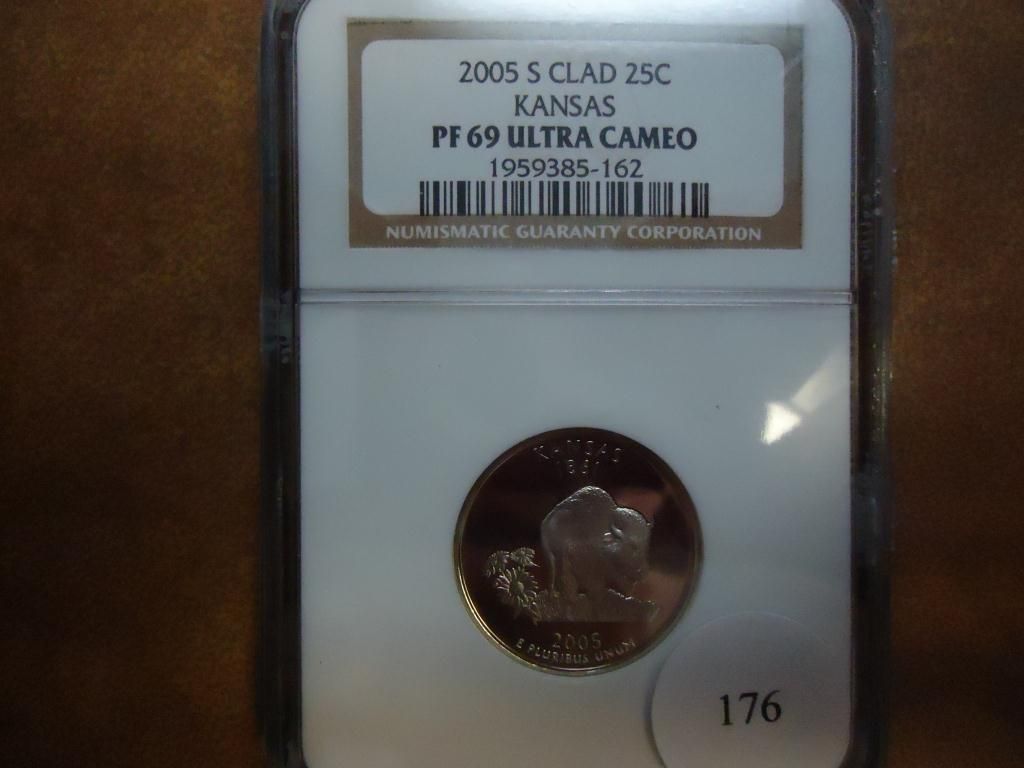 2005 S CLAD 25C
KANSAS
PF 69 ULTRA CAMEO
1959385-162
NUMISMATIC GUARANTY CORPORATION
KANSAS
1861
2005
E PLURIBUS UNUM
176